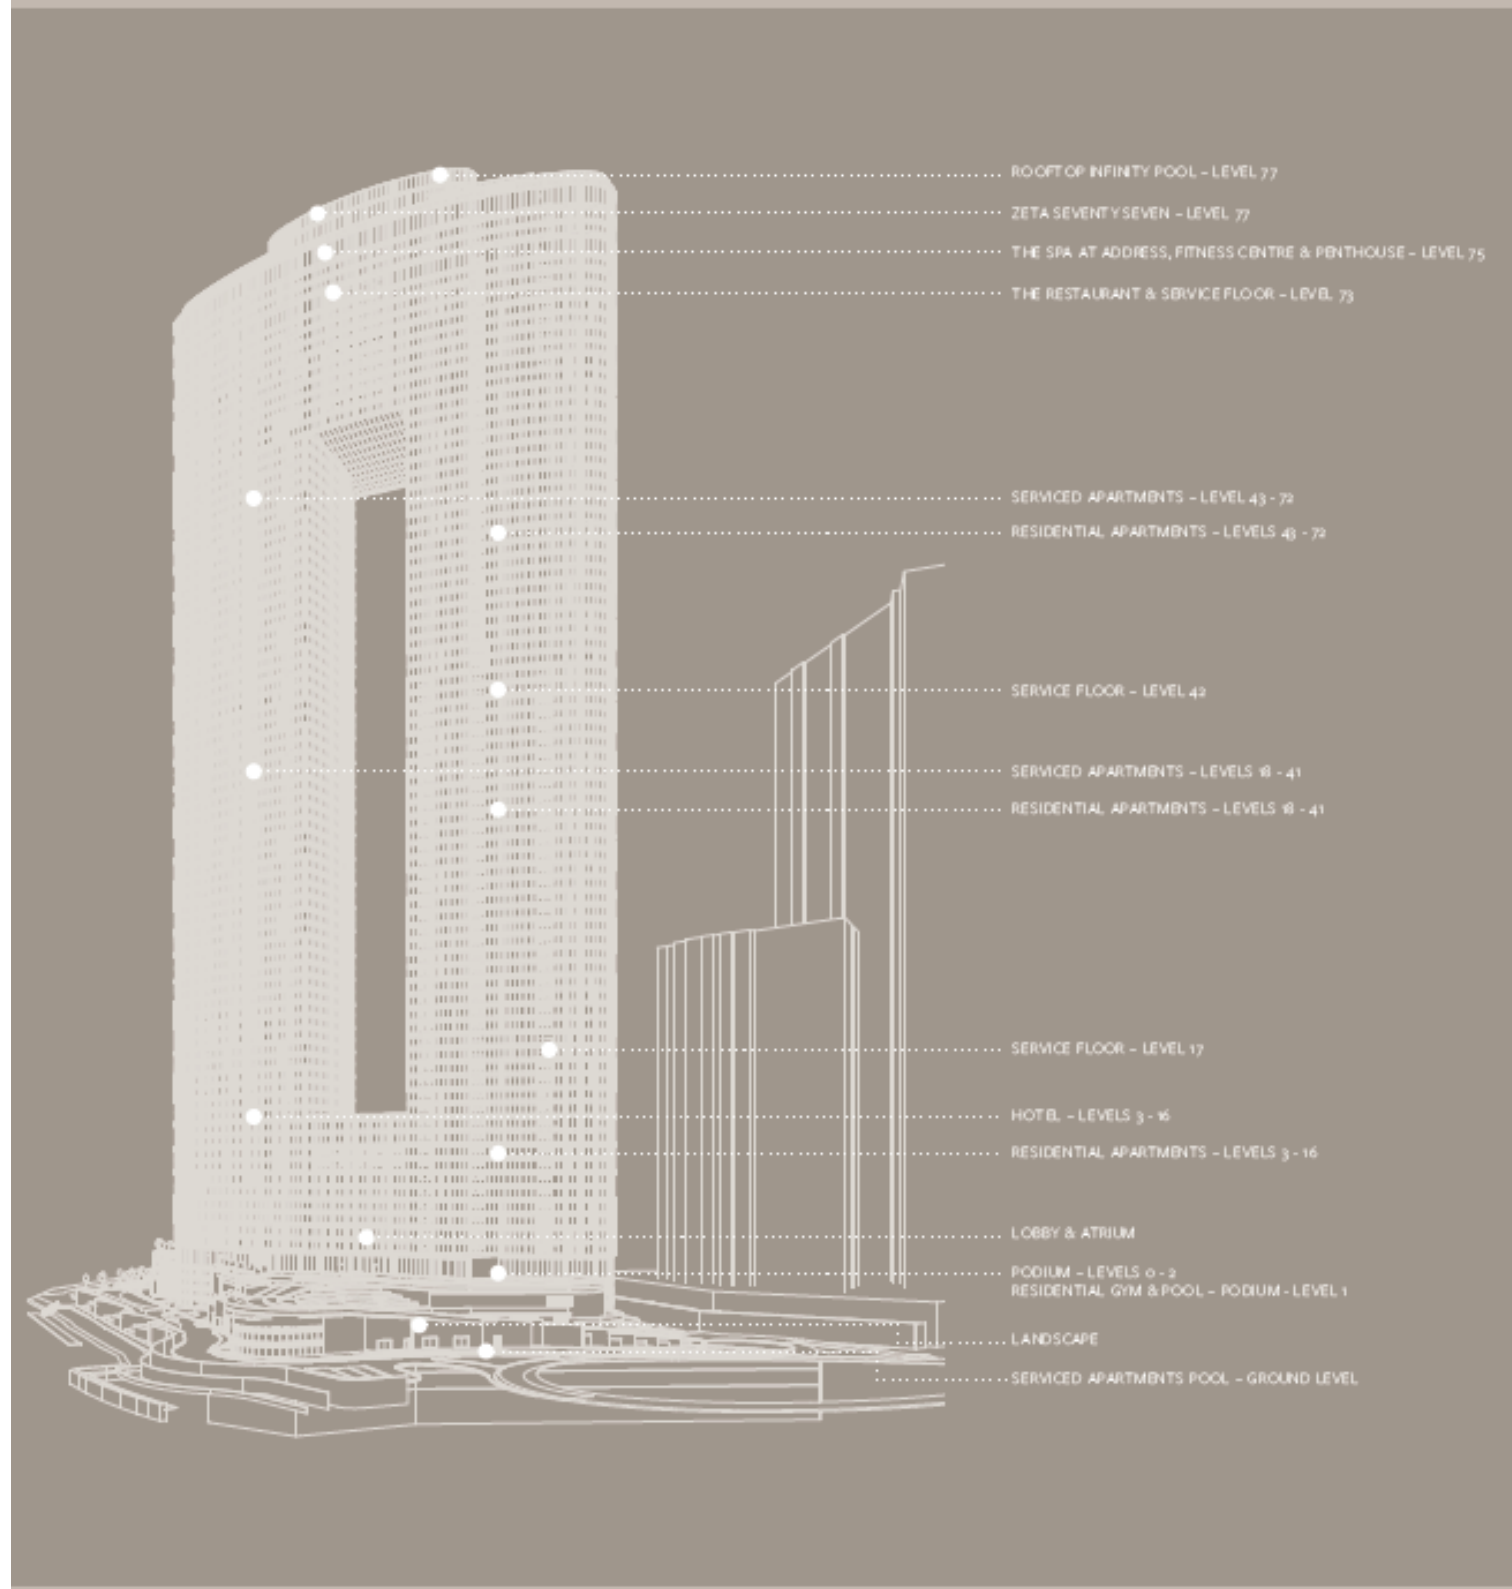 ROOFTOP INFINITY POOL – LEVEL 77
ZETA SEVENTY SEVEN – LEVEL 77
THE SPA AT ADDRESS, FITNESS CENTRE & PENTHOUSE – LEVEL 75
THE RESTAURANT & SERVICE FLOOR – LEVEL 73
SERVICED APARTMENTS – LEVEL 43 - 72
RESIDENTIAL APARTMENTS – LEVELS 43 - 72
SERVICE FLOOR – LEVEL 42
SERVICED APARTMENTS – LEVELS 18 - 41
RESIDENTIAL APARTMENTS – LEVELS 18 - 41
SERVICE FLOOR – LEVEL 17
HOTEL – LEVELS 3 - 16
RESIDENTIAL APARTMENTS – LEVELS 3 - 16
LOBBY & ATRIUM
PODIUM – LEVELS 0 - 2
RESIDENTIAL GYM & POOL – PODIUM - LEVEL 1
LANDSCAPE
SERVICED APARTMENTS POOL – GROUND LEVEL